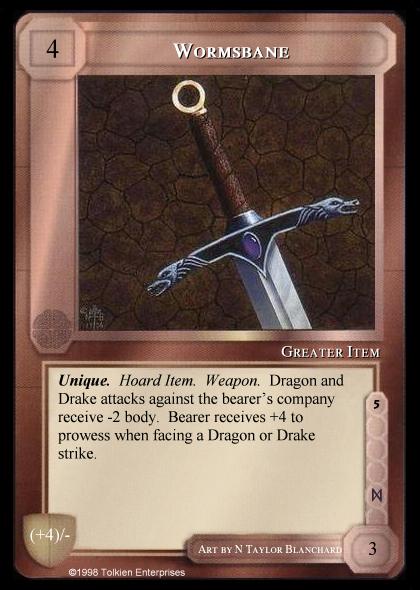 4
WORMSBANE
GREATER ITEM
Unique. Hoard Item. Weapon. Dragon and
Drake attacks against the bearer's company
receive -2 body. Bearer receives +4 to
prowess when facing a Dragon or Drake
strike.
5
ᛞ
(+4)/-
ART BY N TAYLOR BLANCHARD
3
©1998 Tolkien Enterprises